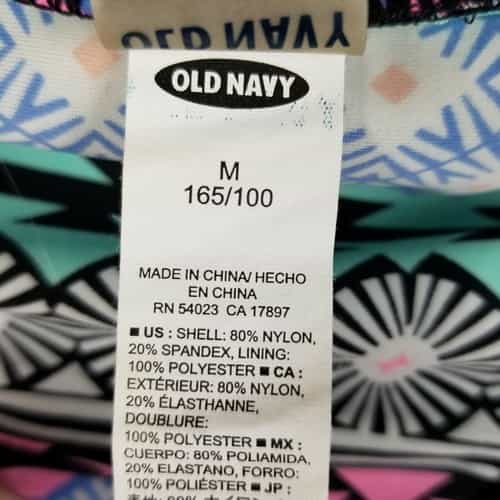 OLD NAVY
OLD NAVY
M
165/100
MADE IN CHINA/ HECHO
EN CHINA
RN 54023 CA 17897
■ US : SHELL: 80% NYLON,
20% SPANDEX, LINING:
100% POLYESTER ■ CA :
EXTÉRIEUR: 80% NYLON,
20% ÉLASTHANNE,
DOUBLURE:
100% POLYESTER ■ MX :
CUERPO: 80% POLIAMIDA,
20% ELASTANO, FORRO:
100% POLIÉSTER ■ JP :